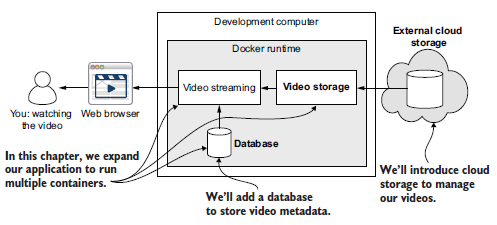 Development computer
External cloud
storage
Docker runtime
Video streaming
Video storage
You: watching
the video
Web browser
Database
In this chapter, we expand
our application to run
multiple containers.
We'll add a database
to store video metadata.
We'll introduce cloud
storage to manage
our videos.